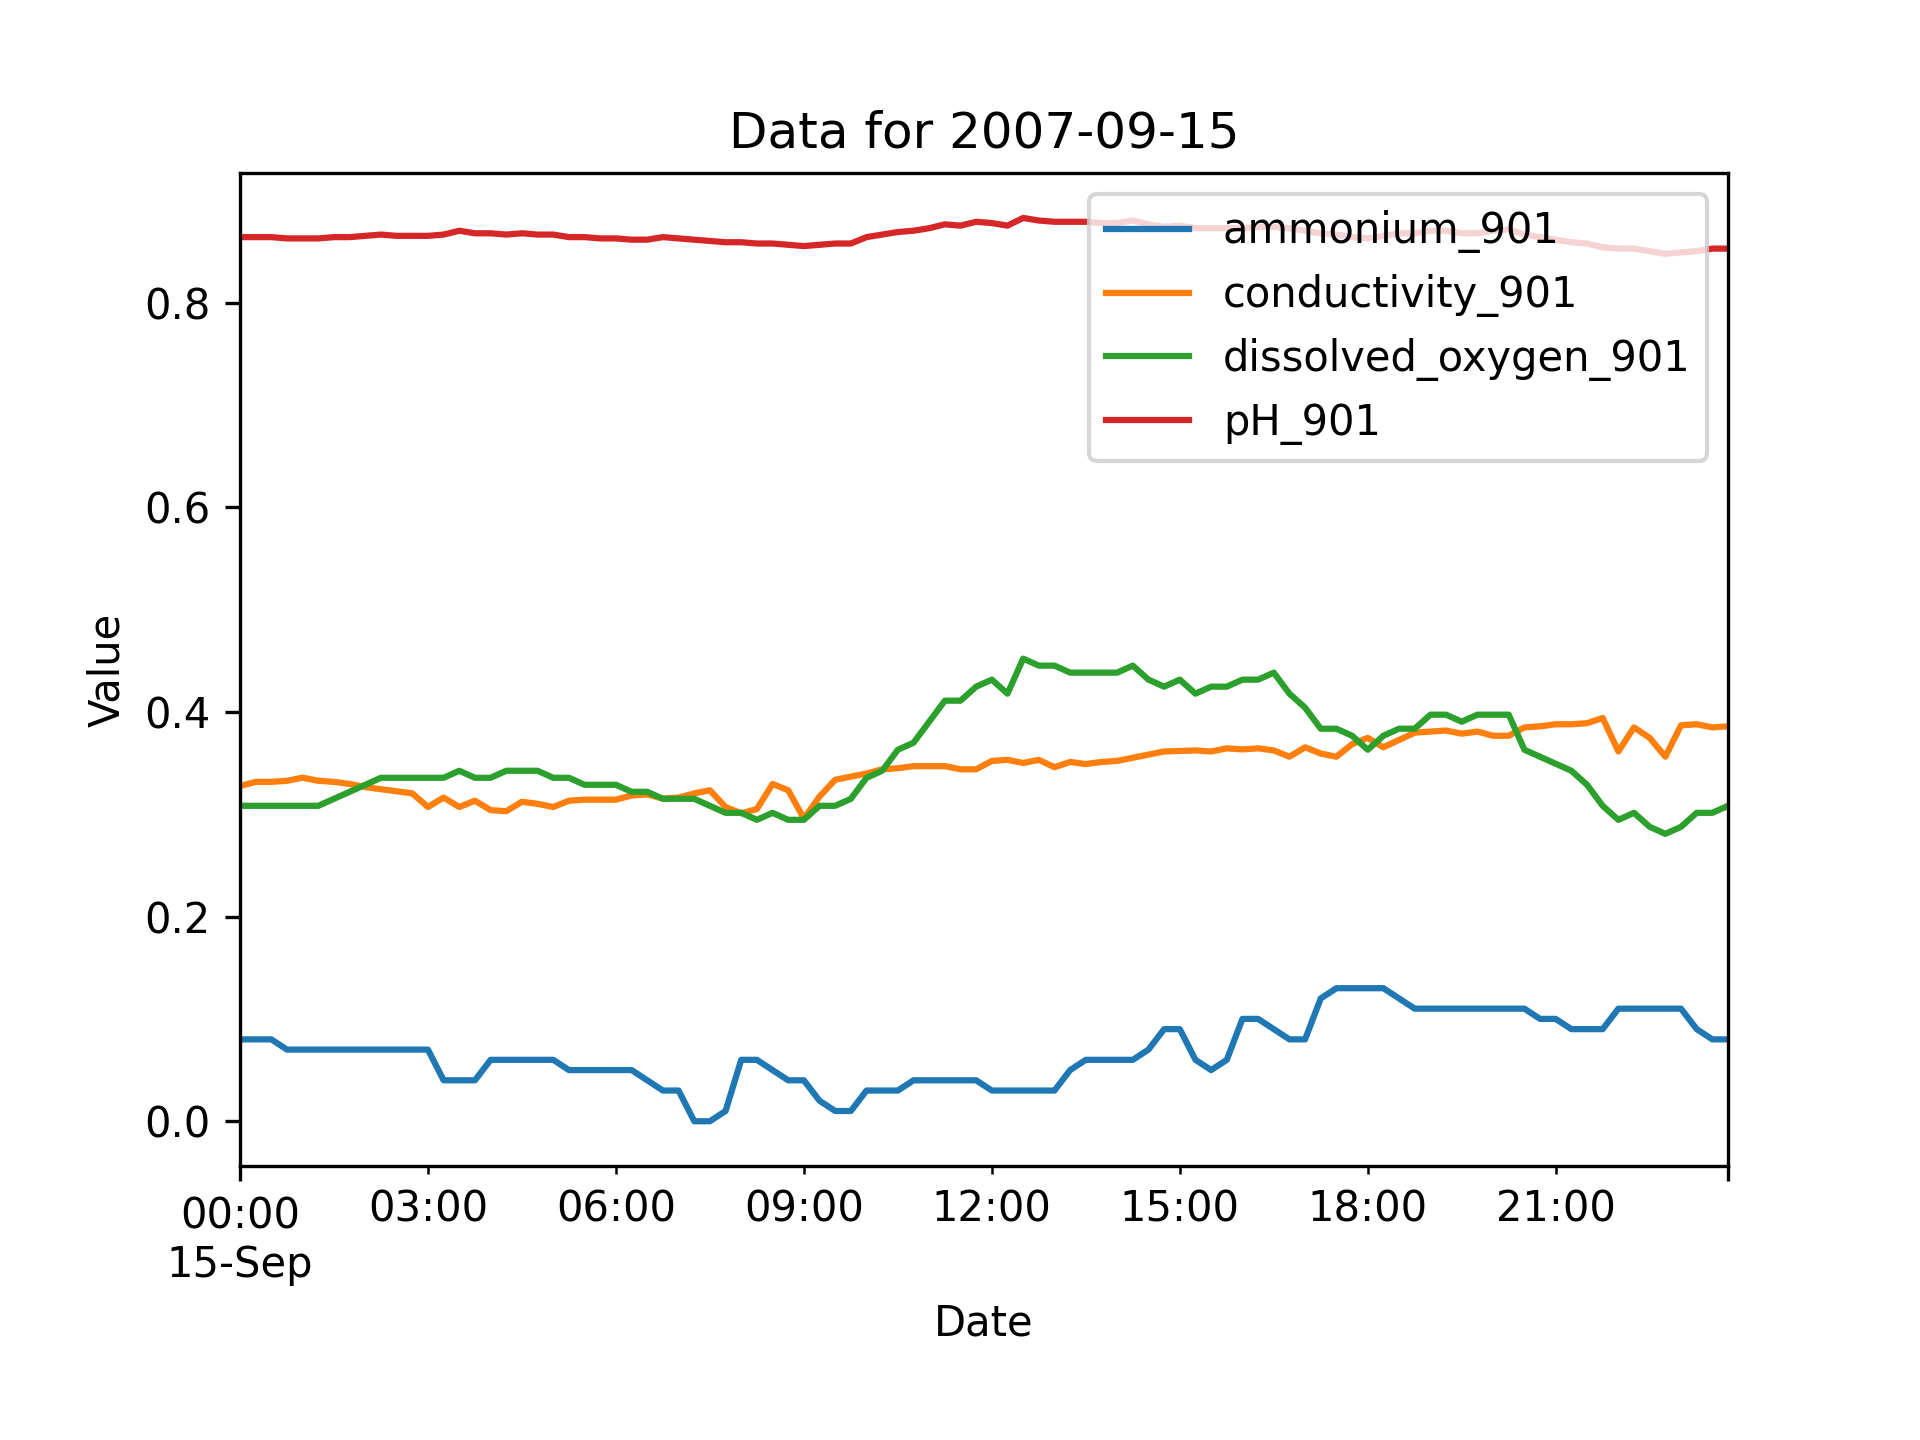 Data for 2007-09-15
ammonium_901
conductivity_901
dissolved_oxygen_901
pH_901
Value
0.8
0.6
0.4
0.2
0.0
00:00 03:00 06:00 09:00 12:00 15:00 18:00 21:00
15-Sep
Date